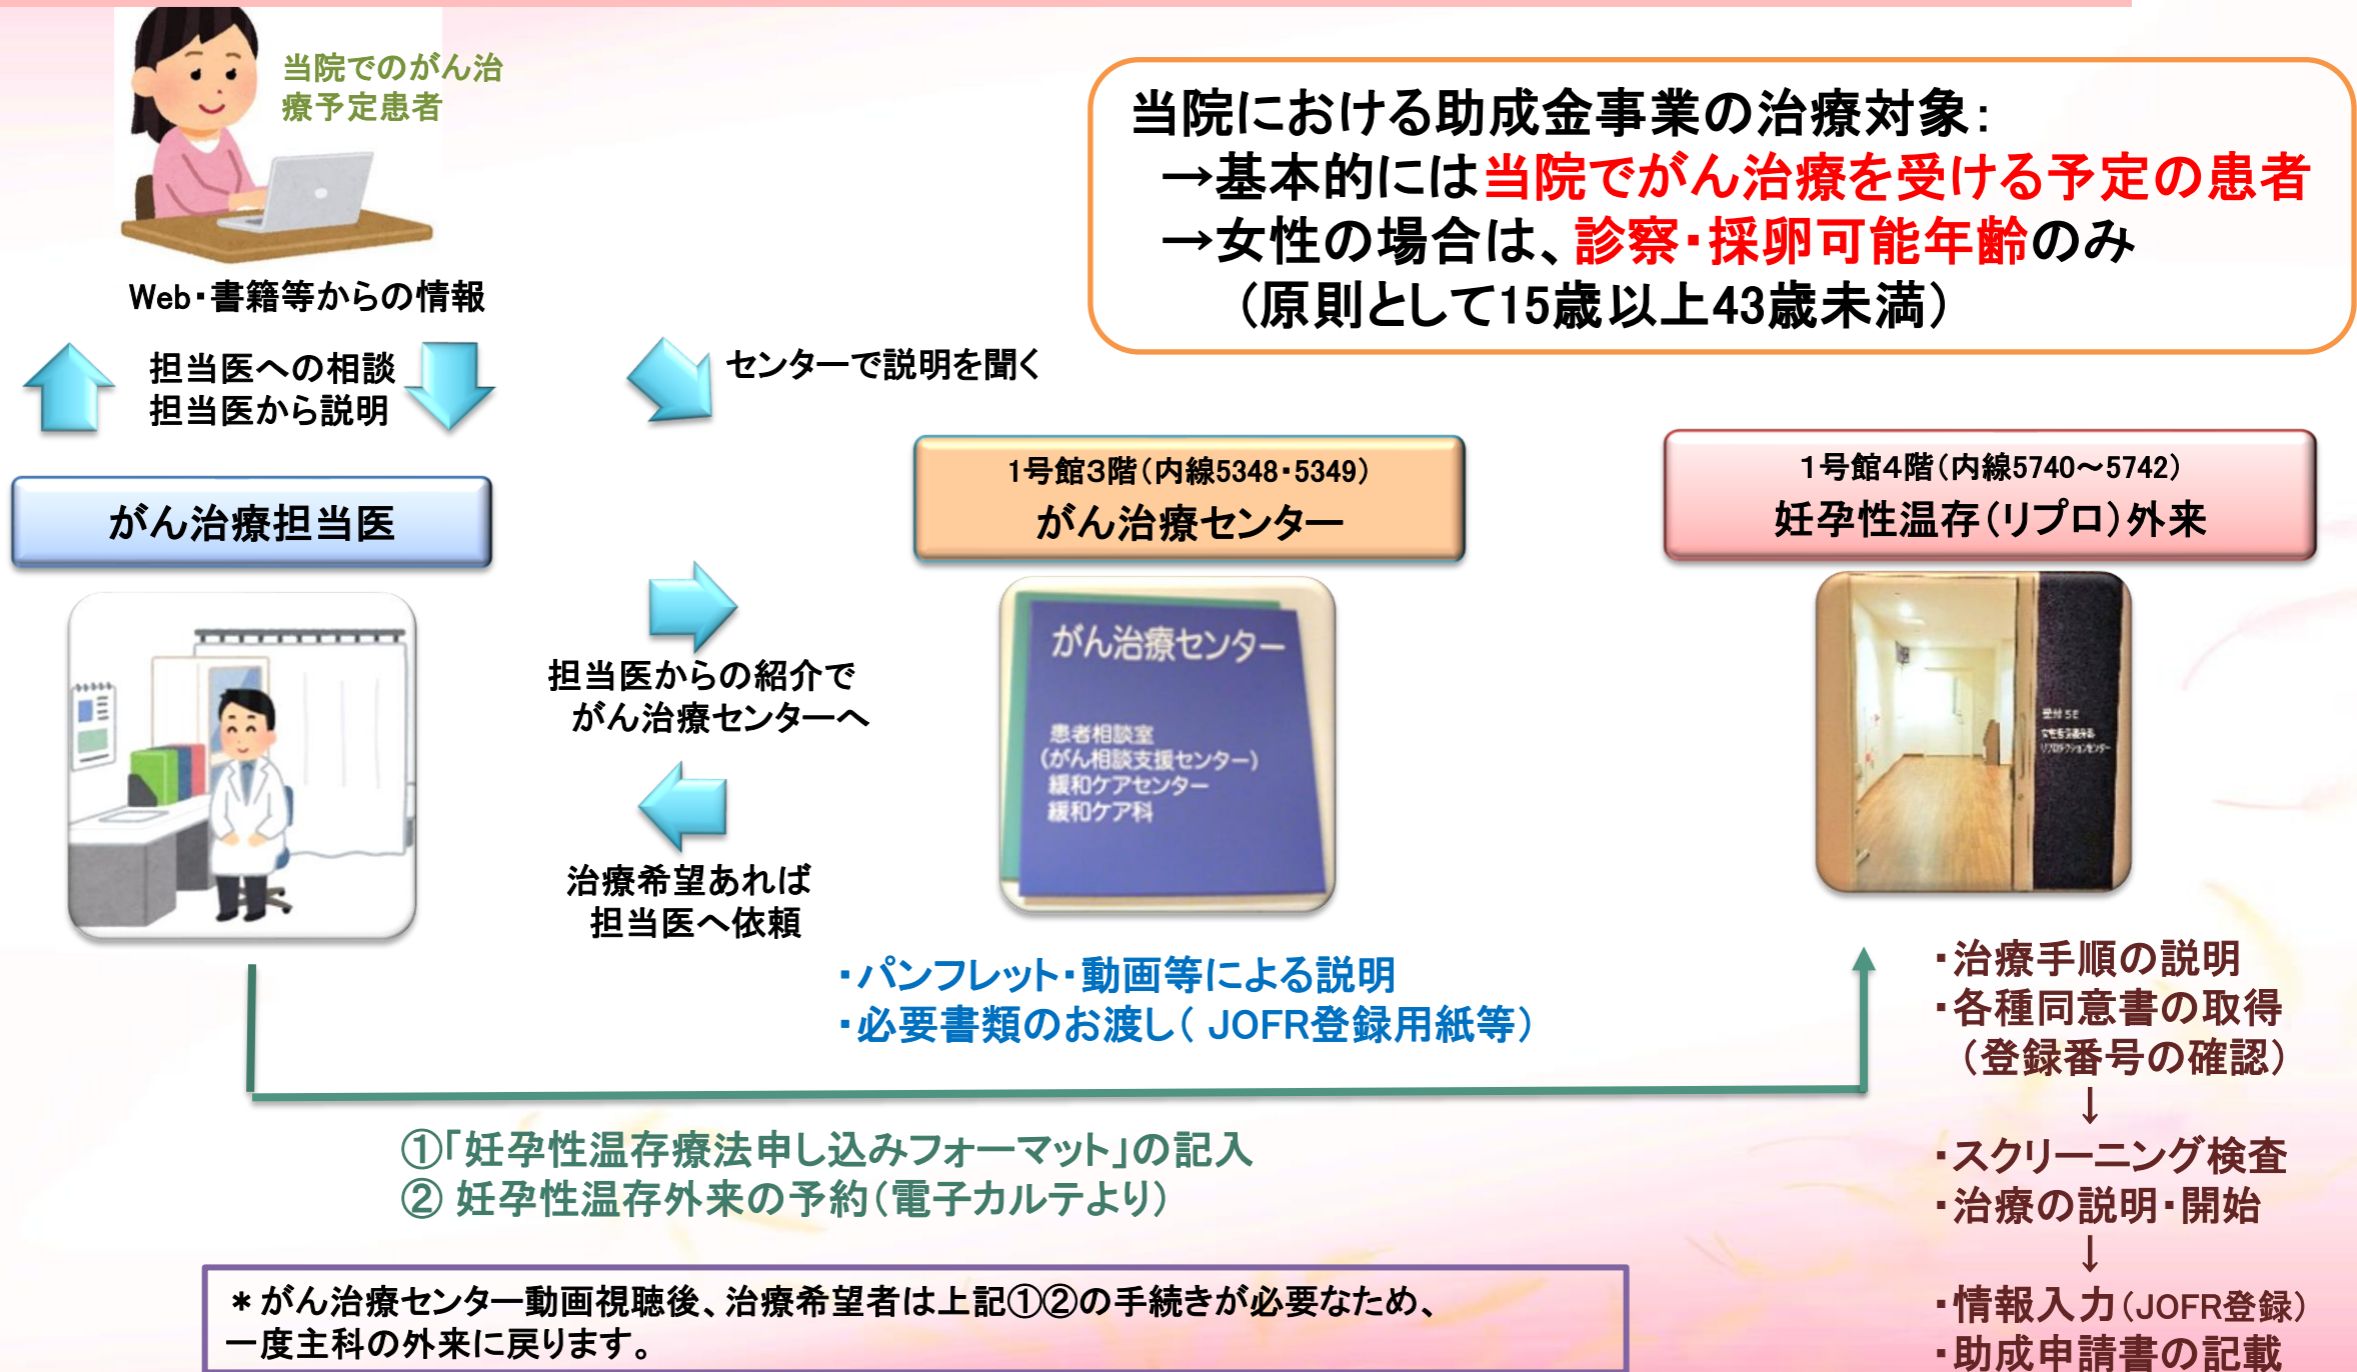 当院でのがん治
療予定患者
Web・書籍等からの情報
当院における助成金事業の治療対象：
→基本的には当院でがん治療を受ける予定の患者
→女性の場合は、診察・採卵可能年齢のみ
（原則として15歳以上43歳未満）
担当医への相談
担当医から説明
センターで説明を聞く
がん治療担当医
1号館3階（内線5348・5349）
がん治療センター
1号館4階（内線5740～5742）
妊孕性温存（リプロ）外来
担当医からの紹介で
がん治療センターへ
治療希望あれば
担当医へ依頼
がん治療センター
患者相談室
（がん相談支援センター）
緩和ケアセンター
緩和ケア科
受付 5E
リプロダクションセンター
・パンフレット・動画等による説明
・必要書類のお渡し（ JOFR登録用紙等）
①「妊孕性温存療法申し込みフォーマット」の記入
② 妊孕性温存外来の予約（電子カルテより）
・治療手順の説明
・各種同意書の取得
（登録番号の確認）
↓
・スクリーニング検査
・治療の説明・開始
↓
・情報入力（JOFR登録）
・助成申請書の記載
＊がん治療センター動画視聴後、治療希望者は上記①②の手続きが必要なため、
一度主科の外来に戻ります。